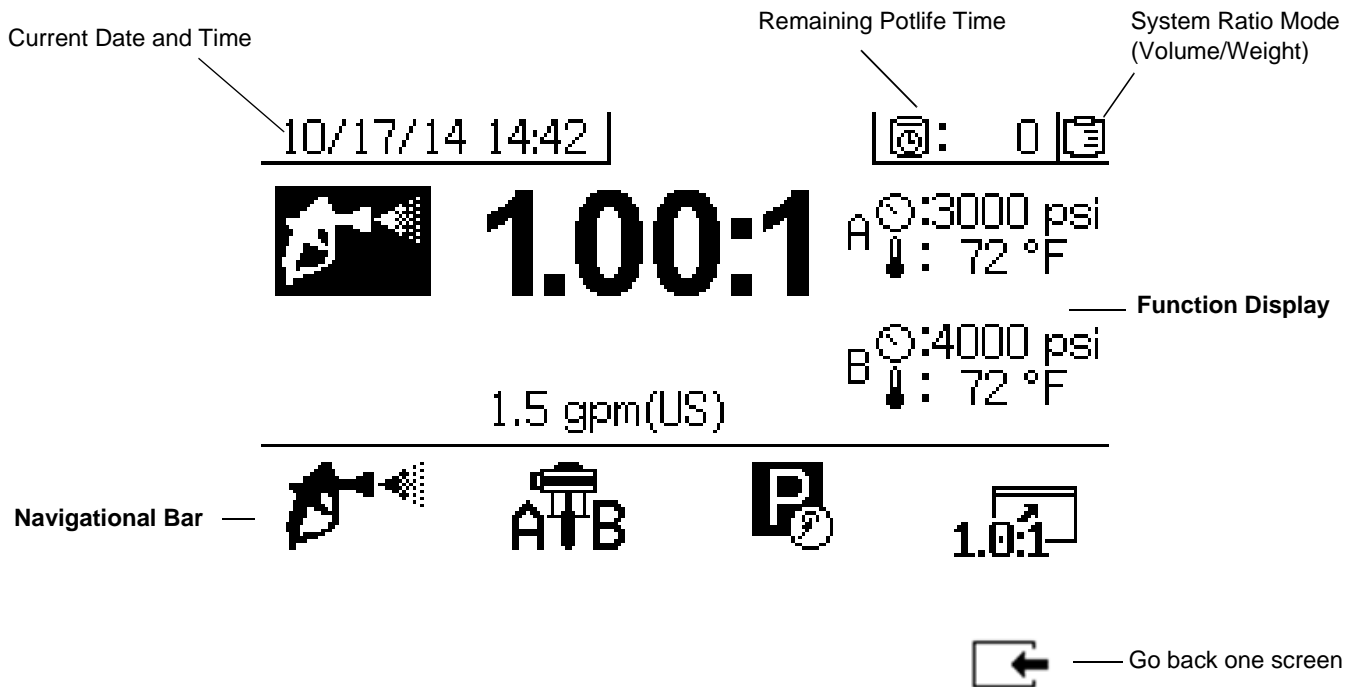 Current Date and Time
Remaining Potlife Time
System Ratio Mode
(Volume/Weight)
10/17/14 14:42
: 0
1.00:1
A :3000 psi
: 72 °F
Function Display
B :4000 psi
: 72 °F
1.5 gpm(US)
Navigational Bar
A B
P
1.0:1
Go back one screen